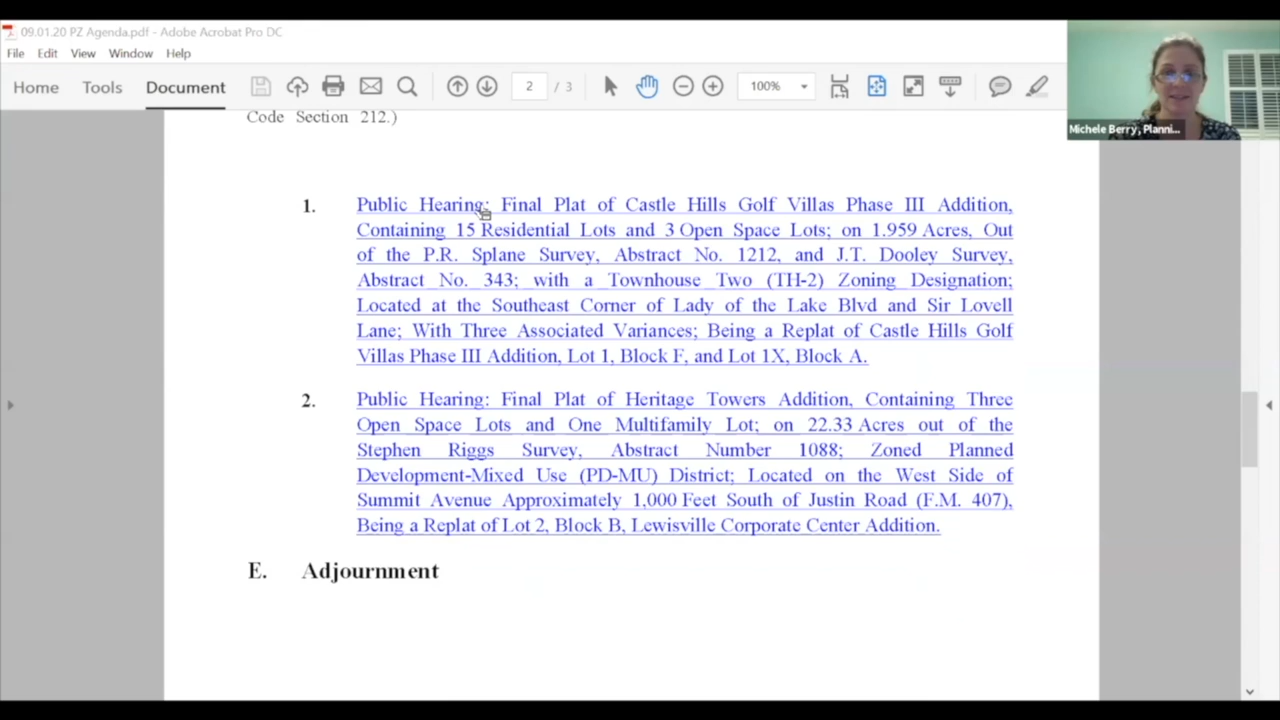 09.01.20 PZ Agenda.pdf - Adobe Acrobat Pro DC
File Edit View Window Help
Home Tools Document 2 / 3 100%
Michele Berry, Planni...
Code Section 212.)
1. Public Hearing: Final Plat of Castle Hills Golf Villas Phase III Addition,
Containing 15 Residential Lots and 3 Open Space Lots; on 1.959 Acres, Out
of the P.R. Splane Survey, Abstract No. 1212, and J.T. Dooley Survey,
Abstract No. 343; with a Townhouse Two (TH-2) Zoning Designation;
Located at the Southeast Corner of Lady of the Lake Blvd and Sir Lovell
Lane; With Three Associated Variances; Being a Replat of Castle Hills Golf
Villas Phase III Addition, Lot 1, Block F, and Lot 1X, Block A.
2. Public Hearing: Final Plat of Heritage Towers Addition, Containing Three
Open Space Lots and One Multifamily Lot; on 22.33 Acres out of the
Stephen Riggs Survey, Abstract Number 1088; Zoned Planned
Development-Mixed Use (PD-MU) District; Located on the West Side of
Summit Avenue Approximately 1,000 Feet South of Justin Road (F.M. 407),
Being a Replat of Lot 2, Block B, Lewisville Corporate Center Addition.
E. Adjournment